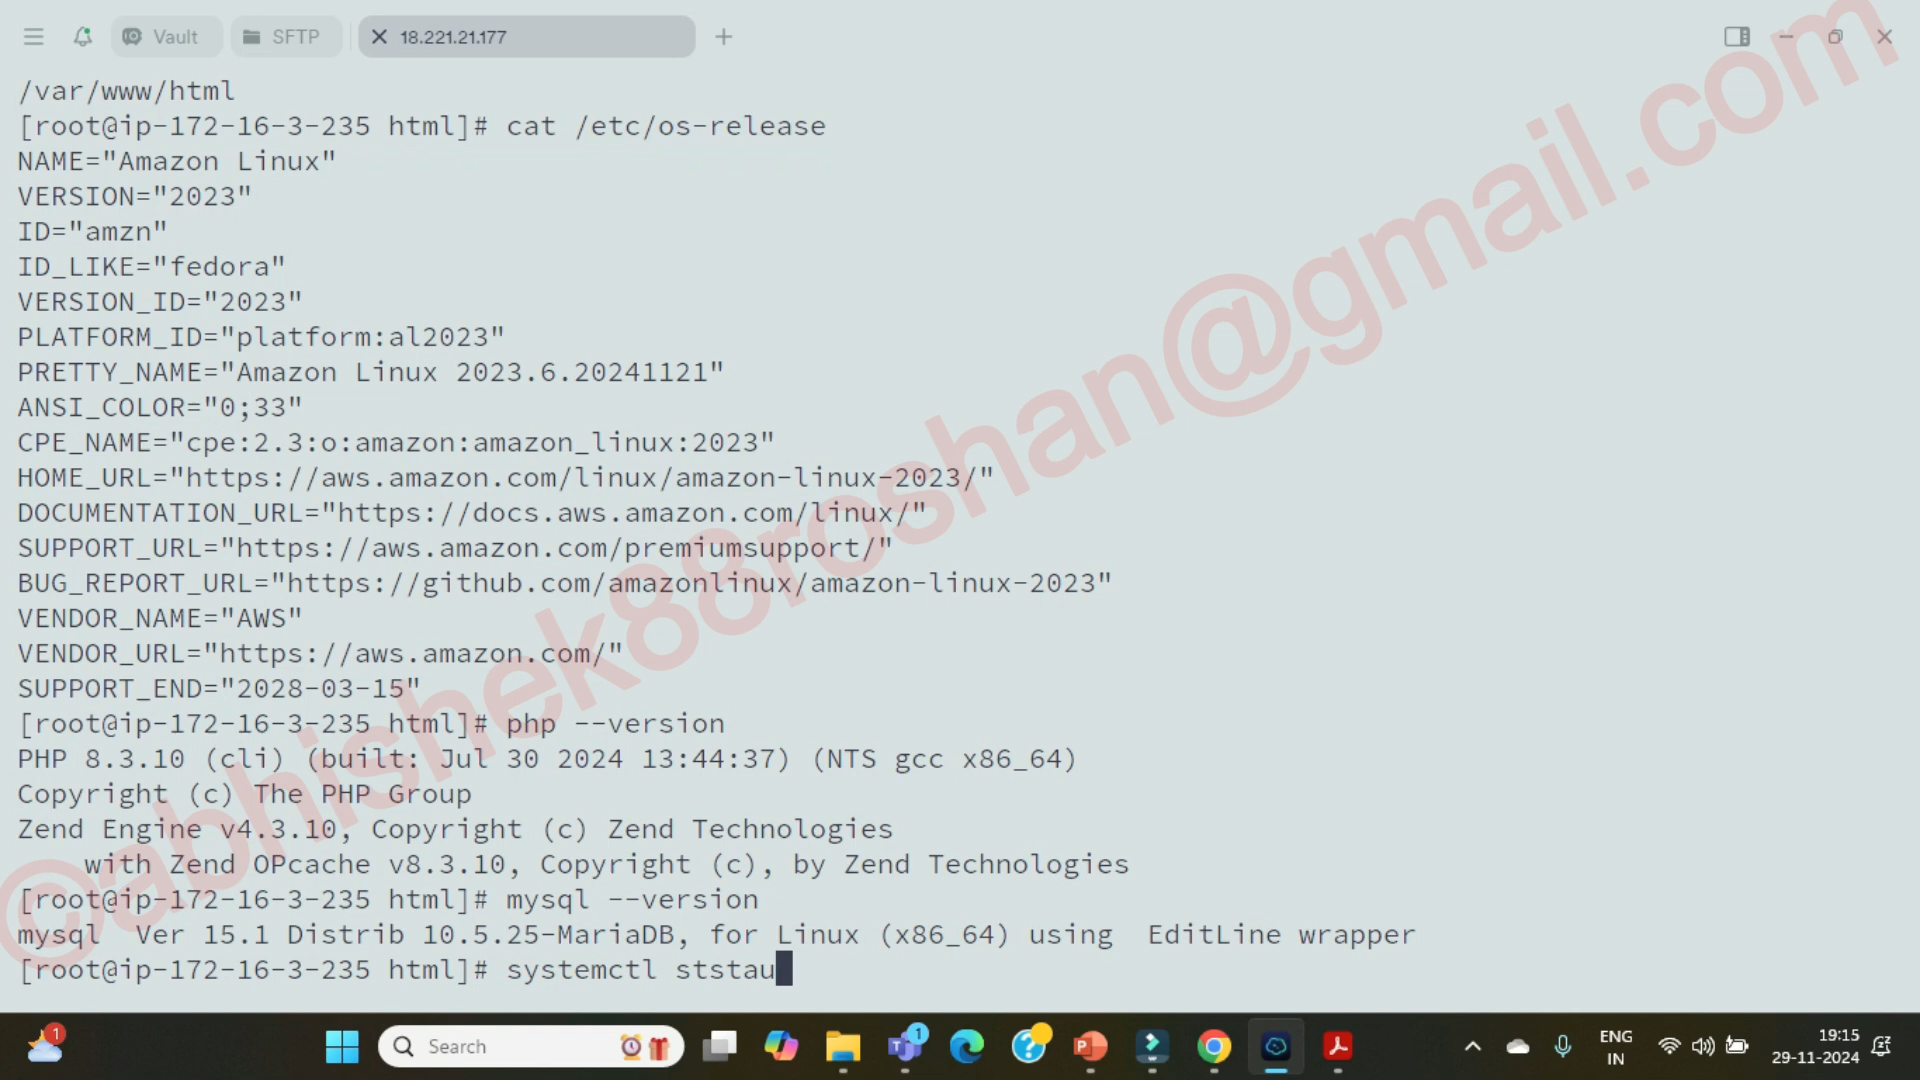 Vault
SFTP
18.221.21.177
/var/www/html
[root@ip-172-16-3-235 html]# cat /etc/os-release
NAME="Amazon Linux"
VERSION="2023"
ID="amzn"
ID_LIKE="fedora"
VERSION_ID="2023"
PLATFORM_ID="platform:al2023"
PRETTY_NAME="Amazon Linux 2023.6.20241121"
ANSI_COLOR="0;33"
CPE_NAME="cpe:2.3:o:amazon:amazon_linux:2023"
HOME_URL="https://aws.amazon.com/linux/amazon-linux-2023/"
DOCUMENTATION_URL="https://docs.aws.amazon.com/linux/"
SUPPORT_URL="https://aws.amazon.com/premiumsupport/"
BUG_REPORT_URL="https://github.com/amazonlinux/amazon-linux-2023"
VENDOR_NAME="AWS"
VENDOR_URL="https://aws.amazon.com/"
SUPPORT_END="2028-03-15"
[root@ip-172-16-3-235 html]# php --version
PHP 8.3.10 (cli) (built: Jul 30 2024 13:44:37) (NTS gcc x86_64)
Copyright (c) The PHP Group
Zend Engine v4.3.10, Copyright (c) Zend Technologies
    with Zend OPcache v8.3.10, Copyright (c), by Zend Technologies
[root@ip-172-16-3-235 html]# mysql --version
mysql  Ver 15.1 Distrib 10.5.25-MariaDB, for Linux (x86_64) using  EditLine wrapper
[root@ip-172-16-3-235 html]# systemctl ststau
©abhishek88roshan@gmail.com
1
Search
1
ENG
IN
19:15
29-11-2024